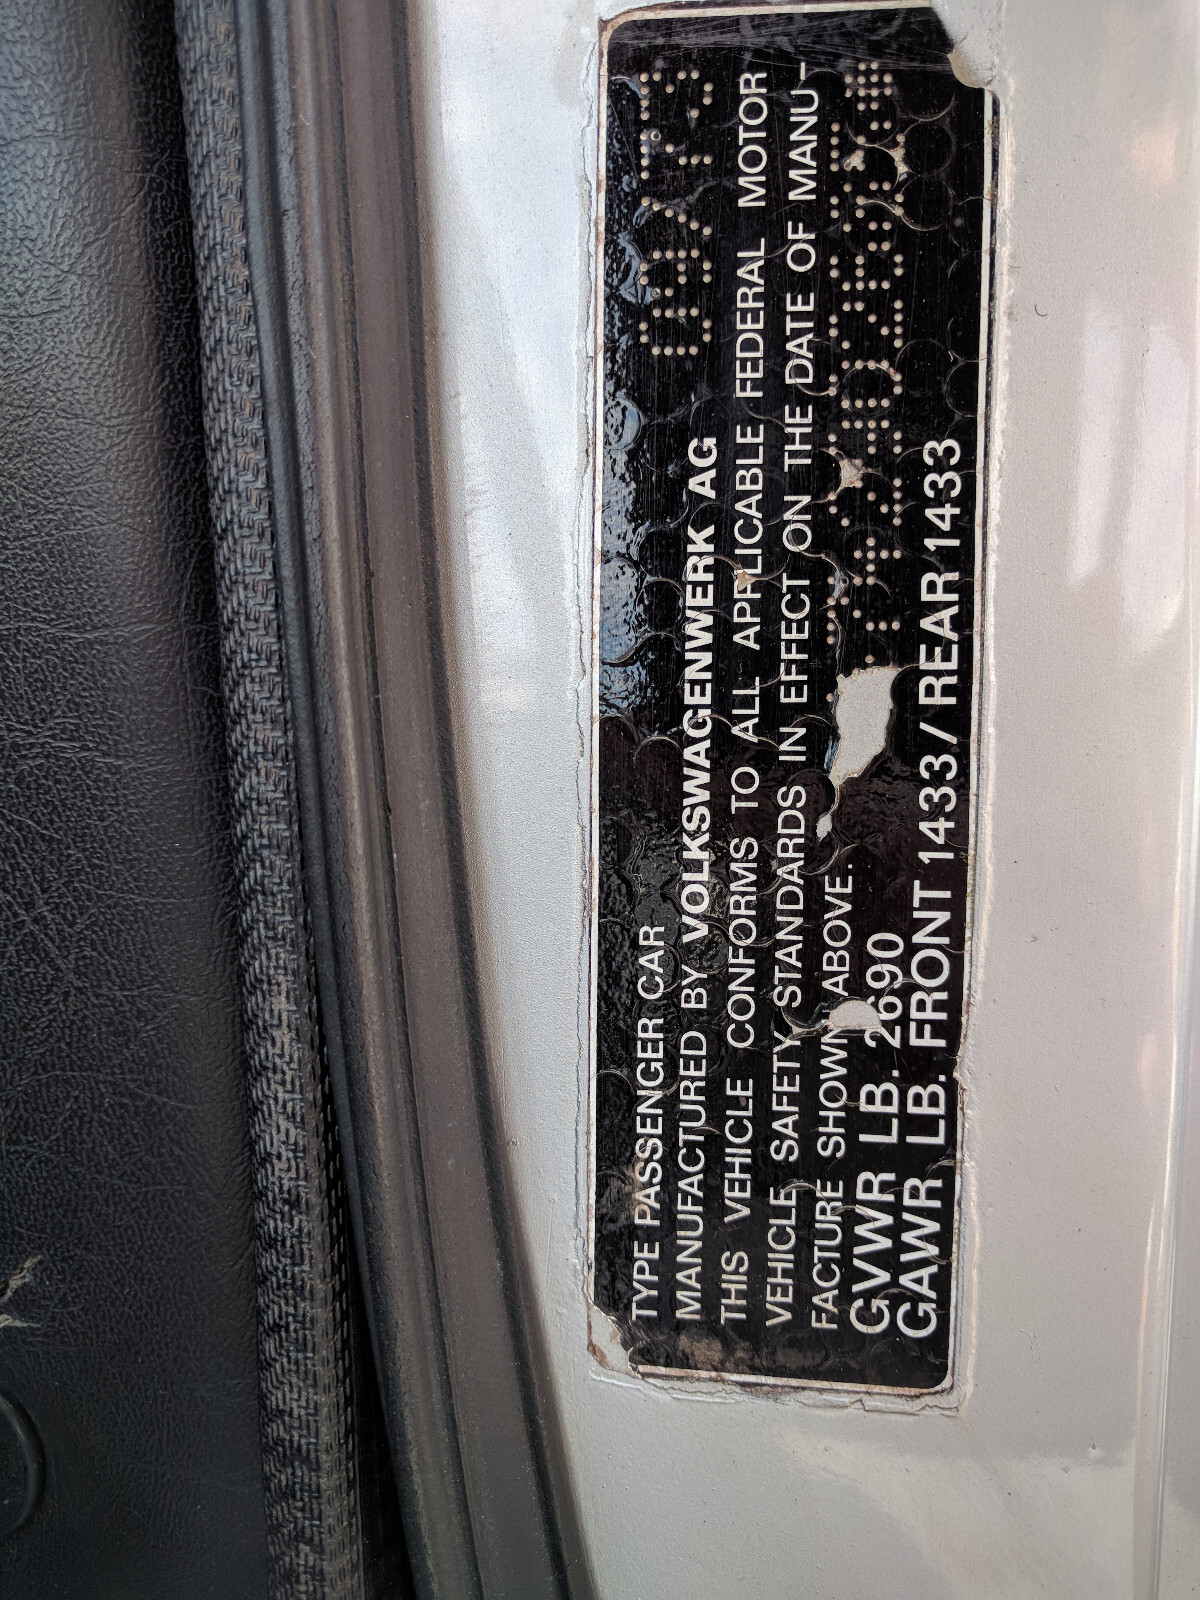 TYPE PASSENGER CAR
MANUFACTURED BY VOLKSWAGENWERK AG
THIS VEHICLE CONFORMS TO ALL APPLICABLE FEDERAL MOTOR
VEHICLE SAFETY STANDARDS IN EFFECT ON THE DATE OF MANU-
FACTURE SHOWN ABOVE.
GVWR LB. 2690
GAWR LB. FRONT 1433/REAR 1433